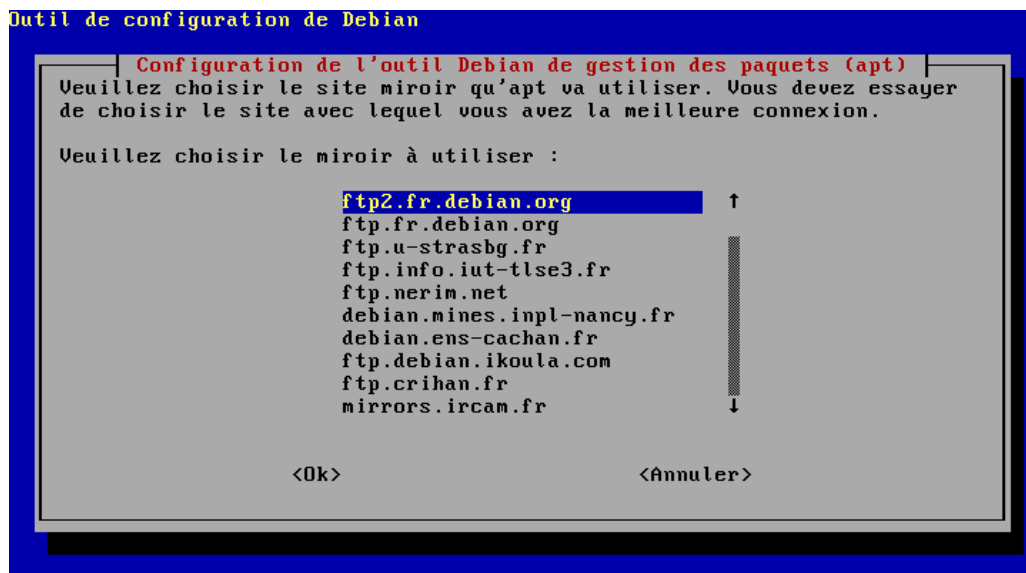 Outil de configuration de Debian
Configuration de l'outil Debian de gestion des paquets (apt)
Veuillez choisir le site miroir qu'apt va utiliser. Vous devez essayer
de choisir le site avec lequel vous avez la meilleure connexion.
Veuillez choisir le miroir à utiliser :
ftp2.fr.debian.org ↑
ftp.fr.debian.org
ftp.u-strasbg.fr
ftp.info.iut-tlse3.fr
ftp.nerim.net
debian.mines.inpl-nancy.fr
debian.ens-cachan.fr
ftp.debian.ikoula.com
ftp.crihan.fr
mirrors.ircam.fr ↓
<Ok> <Annuler>